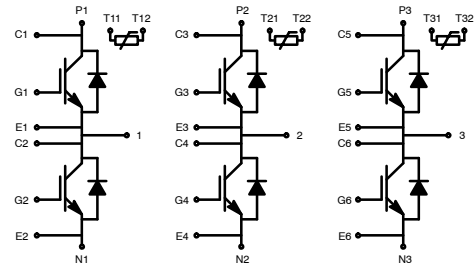 P1 T11 T12 P2 T21 T22 P3 T31 T32
C1 C3 C5
G1 G3 G5
E1 E3 E5
1 2 3
C2 C4 C6
G2 G4 G6
E2 E4 E6
N1 N2 N3